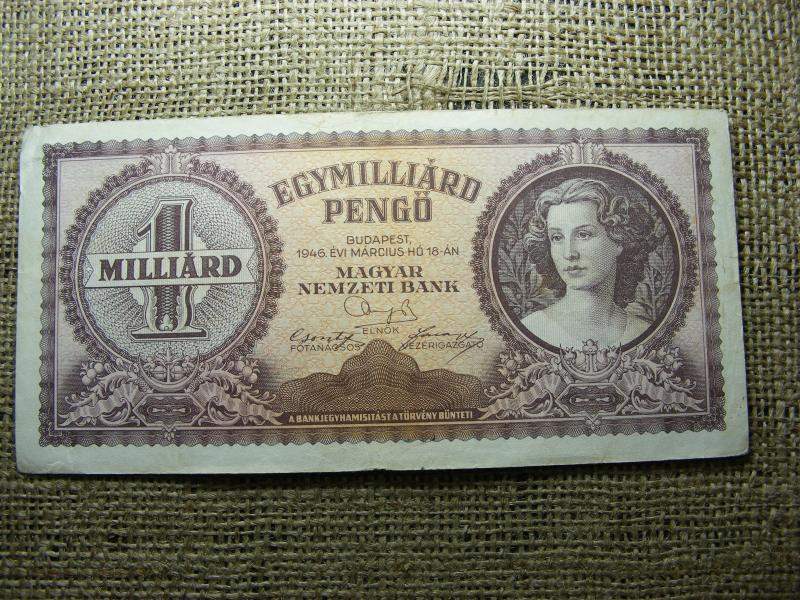 EGYMILLIÁRD
PENGŐ
1
MILLIÁRD
BUDAPEST,
1946. ÉVI MÁRCIUS HÓ 18-ÁN
MAGYAR
NEMZETI BANK
ELNÖK
FŐTANÁCSOS
VEZÉRIGAZGATÓ
A BANKJEGYHAMISÍTÁST A TÖRVÉNY BÜNTETI